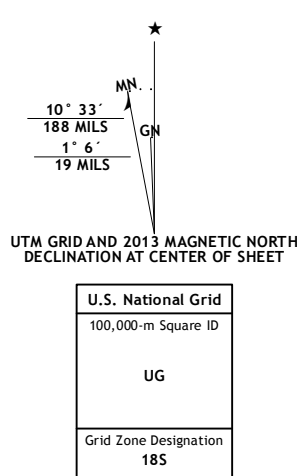 MN
10° 33´
188 MILS
GN
1° 6´
19 MILS
UTM GRID AND 2013 MAGNETIC NORTH
DECLINATION AT CENTER OF SHEET
U.S. National Grid
100,000-m Square ID
UG
Grid Zone Designation
18S